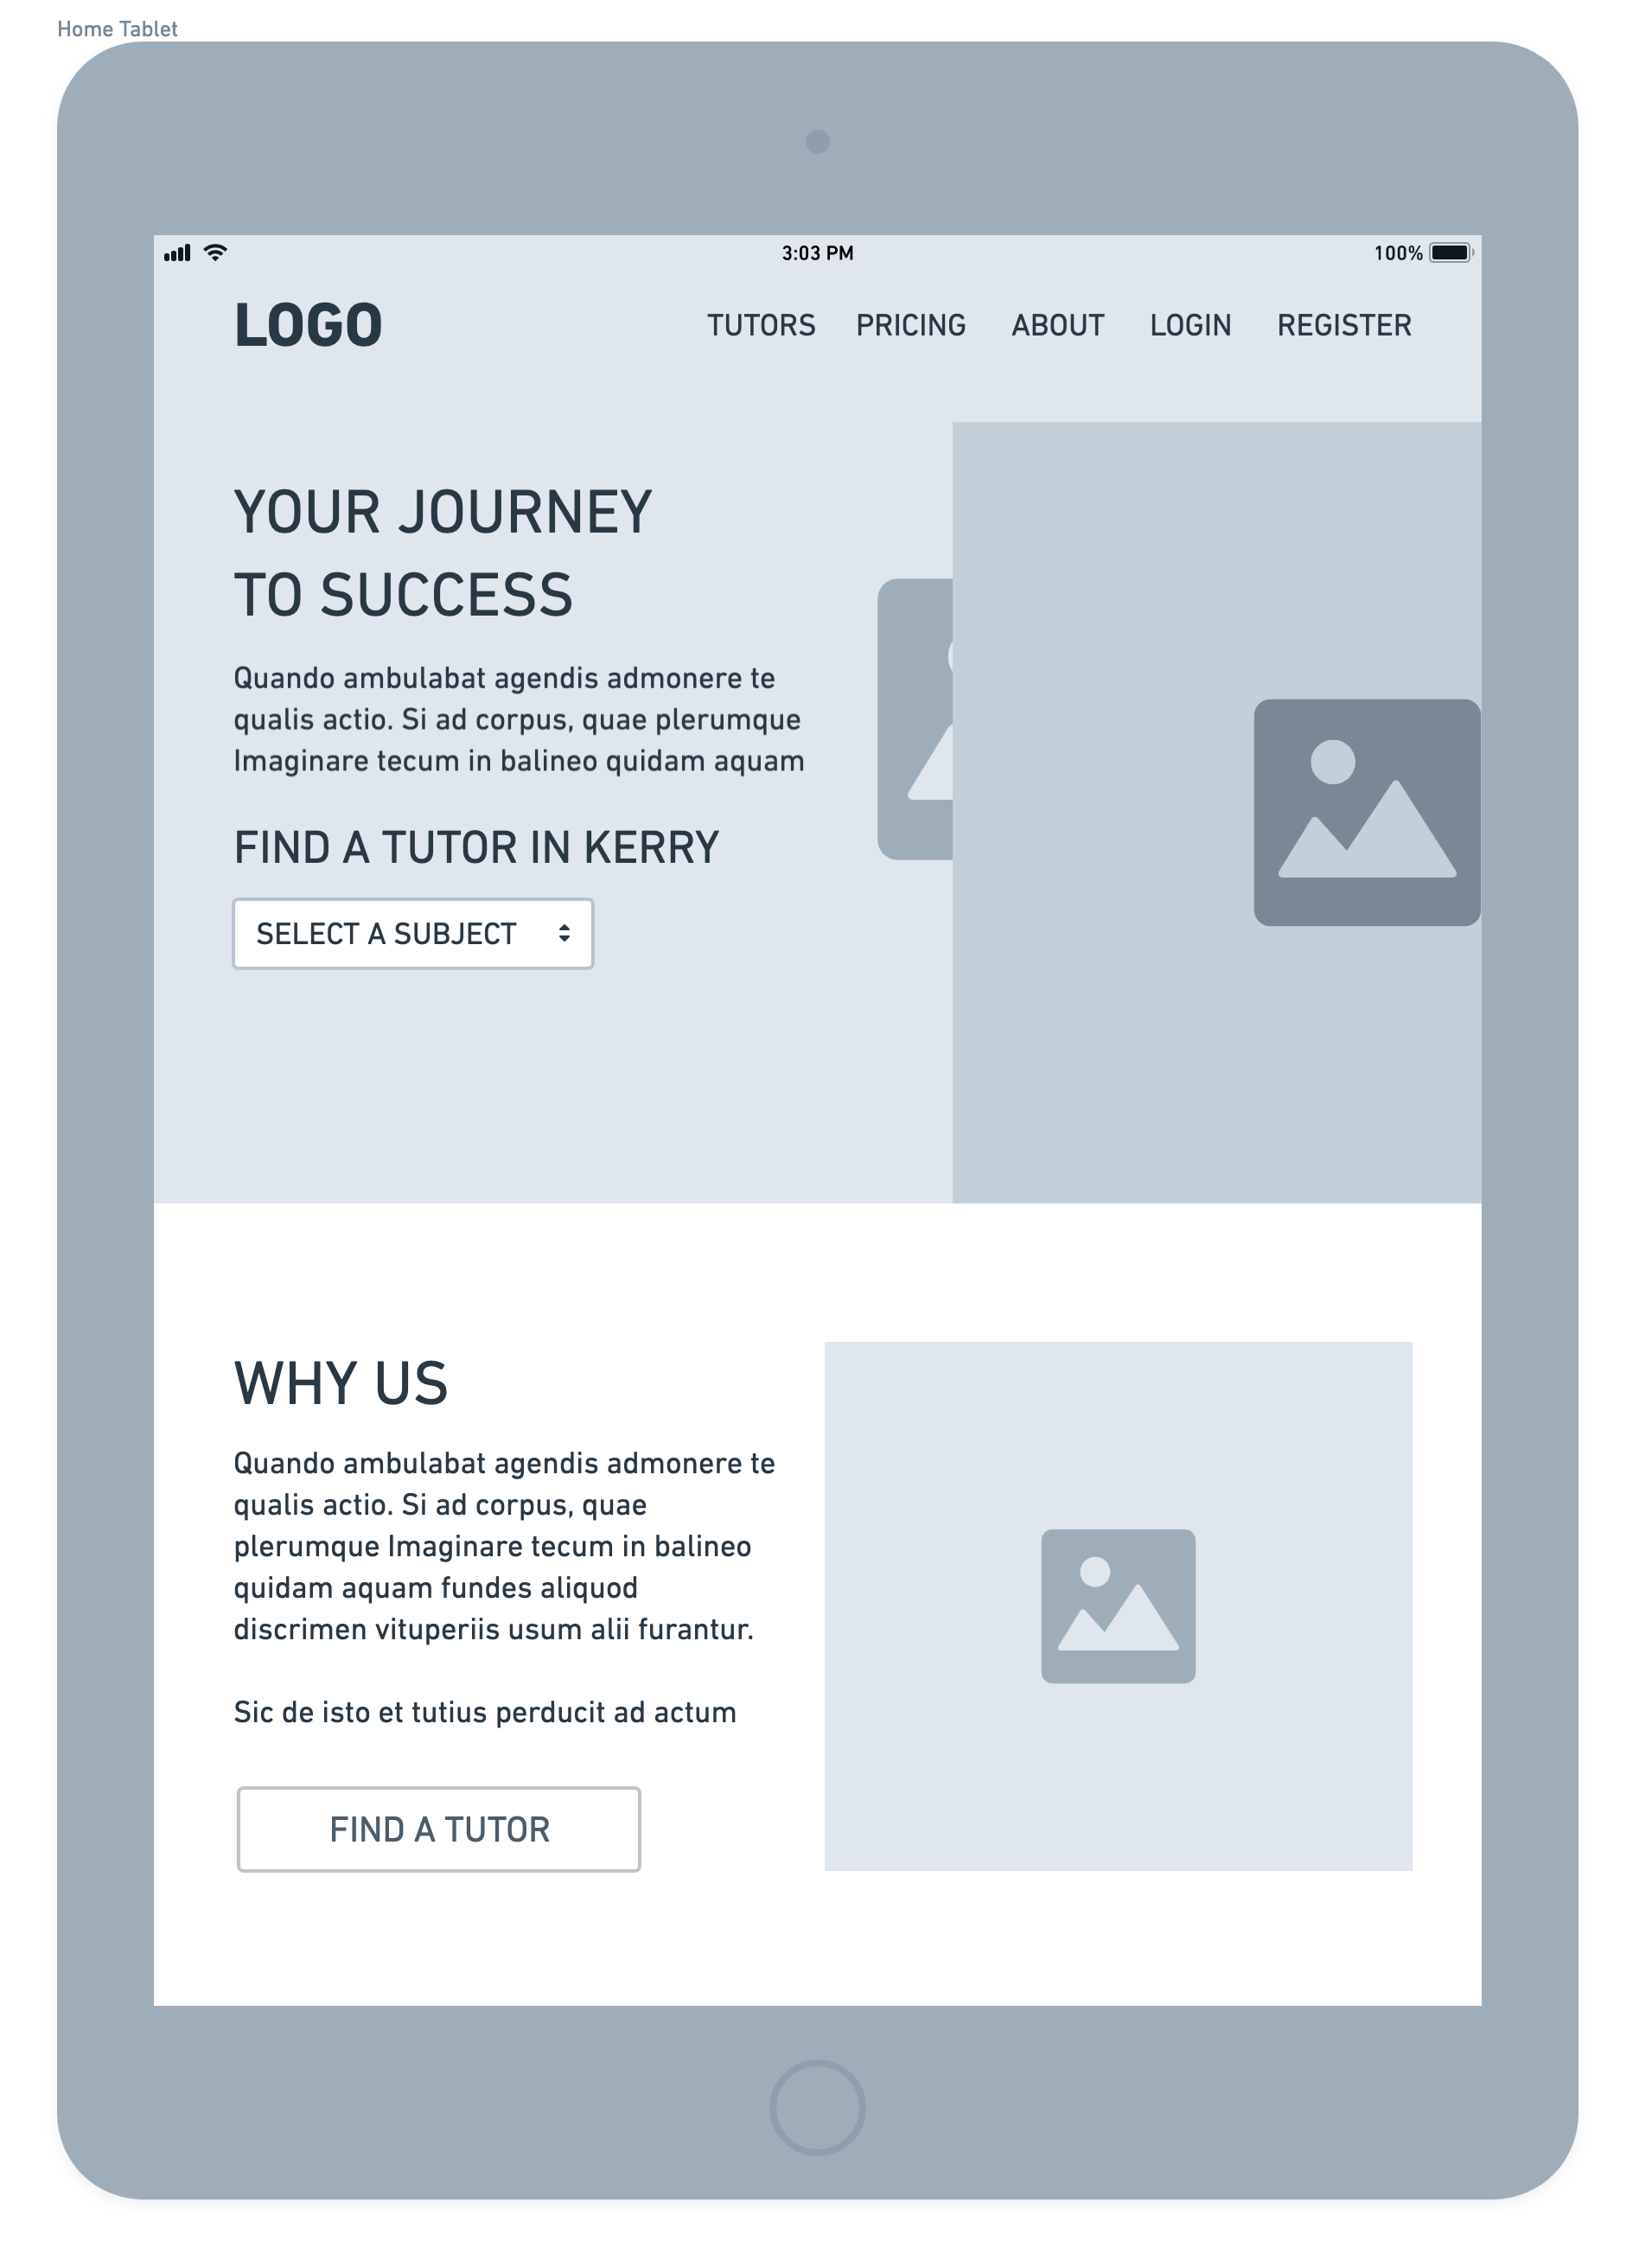 Home Tablet
3:03 PM
100%
LOGO
TUTORS PRICING ABOUT LOGIN REGISTER
YOUR JOURNEY
TO SUCCESS
Quando ambulabat agendis admonere te
qualis actio. Si ad corpus, quae plerumque
Imaginare tecum in balineo quidam aquam
FIND A TUTOR IN KERRY
SELECT A SUBJECT
WHY US
Quando ambulabat agendis admonere te
qualis actio. Si ad corpus, quae
plerumque Imaginare tecum in balineo
quidam aquam fundes aliquod
discrimen vituperiis usum alii furantur.
Sic de isto et tutius perducit ad actum
FIND A TUTOR